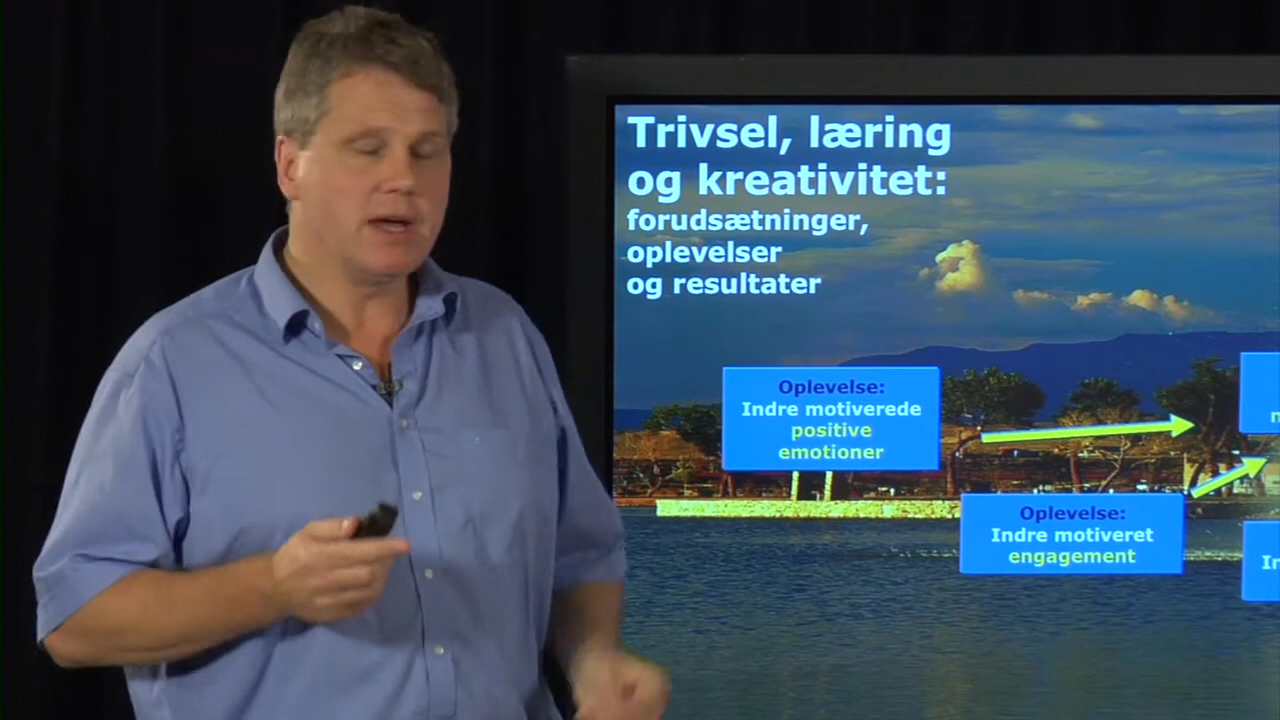 Trivsel, læring
og kreativitet:
forudsætninger,
oplevelser
og resultater
Oplevelse:
Indre motiverede
positive
emotioner
Oplevelse:
Indre motiveret
engagement